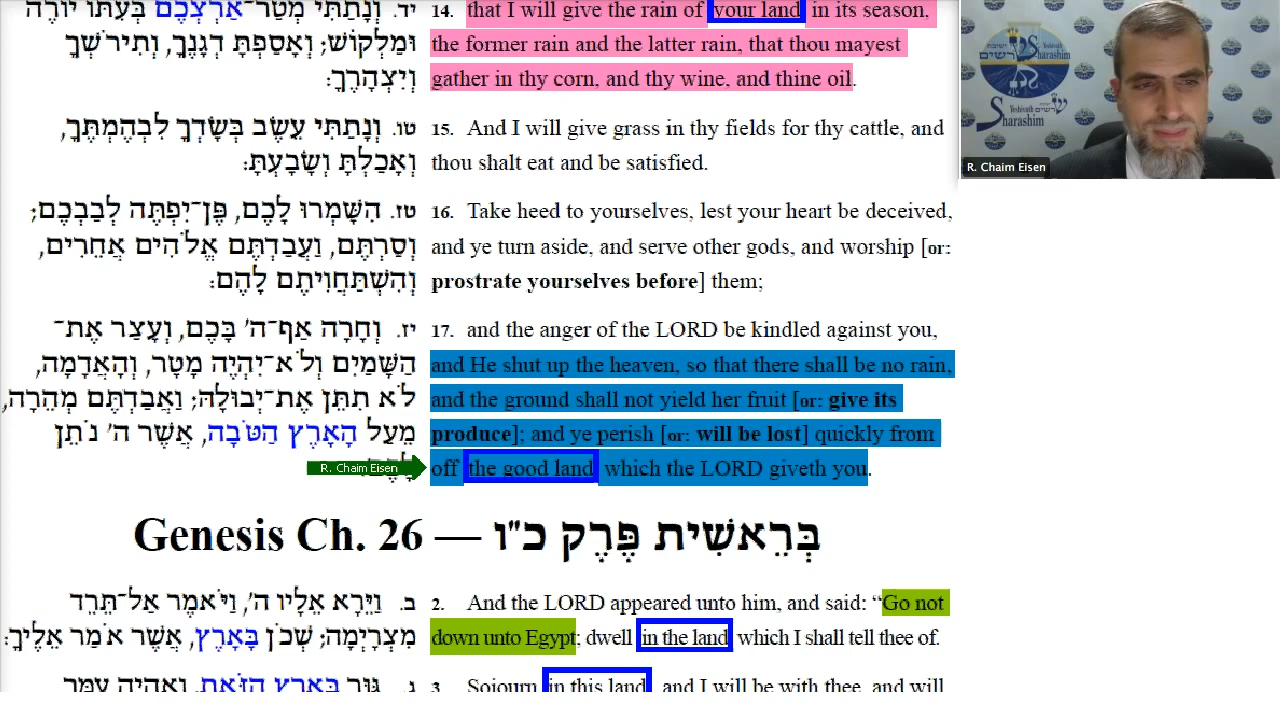 יד. וְנָתַתִּי מְטַר־אַרְצְכֶם בְּעִתּוֹ יוֹרֶה
וּמַלְקוֹשׁ; וְאָסַפְתָּ דְגָנֶךָ, וְתִירֹשְׁךָ
וְיִצְהָרֶךָ:
14. that I will give the rain of your land in its season,
the former rain and the latter rain, that thou mayest
gather in thy corn, and thy wine, and thine oil.
טו. וְנָתַתִּי עֵשֶׂב בְּשָׂדְךָ לִבְהֶמְתֶּךָ,
וְאָכַלְתָּ וְשָׂבָעְתָּ:
15. And I will give grass in thy fields for thy cattle, and
thou shalt eat and be satisfied.
טז. הִשָּׁמְרוּ לָכֶם, פֶּן־יִפְתֶּה לְבַבְכֶם;
וְסַרְתֶּם, וַעֲבַדְתֶּם אֱלֹהִים אֲחֵרִים,
וְהִשְׁתַּחֲוִיתֶם לָהֶם:
16. Take heed to yourselves, lest your heart be deceived,
and ye turn aside, and serve other gods, and worship [or:
prostrate yourselves before] them;
יז. וְחָרָה אַף־ה' בָּכֶם, וְעָצַר אֶת־
הַשָּׁמַיִם וְלֹא־יִהְיֶה מָטָר, וְהָאֲדָמָה,
לֹא תִתֵּן אֶת־יְבוּלָהּ; וַאֲבַדְתֶּם מְהֵרָה,
מֵעַל הָאָרֶץ הַטֹּבָה, אֲשֶׁר ה' נֹתֵן
17. and the anger of the LORD be kindled against you,
and He shut up the heaven, so that there shall be no rain,
and the ground shall not yield her fruit [or: give its
produce]; and ye perish [or: will be lost] quickly from
off the good land which the LORD giveth you.
R. Chaim Eisen
Genesis Ch. 26 — בְּרֵאשִׁית פֶּרֶק כ"ו
ב. וַיֵּרָא אֵלָיו ה', וַיֹּאמֶר אַל־תֵּרֵד
מִצְרָיְמָה; שְׁכֹן בָּאָרֶץ, אֲשֶׁר אֹמַר אֵלֶיךָ:
2. And the LORD appeared unto him, and said: “Go not
down unto Egypt; dwell in the land which I shall tell thee of.
ג. גּוּר בָּאָרֶץ הַזֹּאת, וְאֶהְיֶה עִמְּךָ
3. Sojourn in this land, and I will be with thee, and will
ישיבת
שרשים
Sharashim
Yeshivath שרשים
Sharashim
R. Chaim Eisen